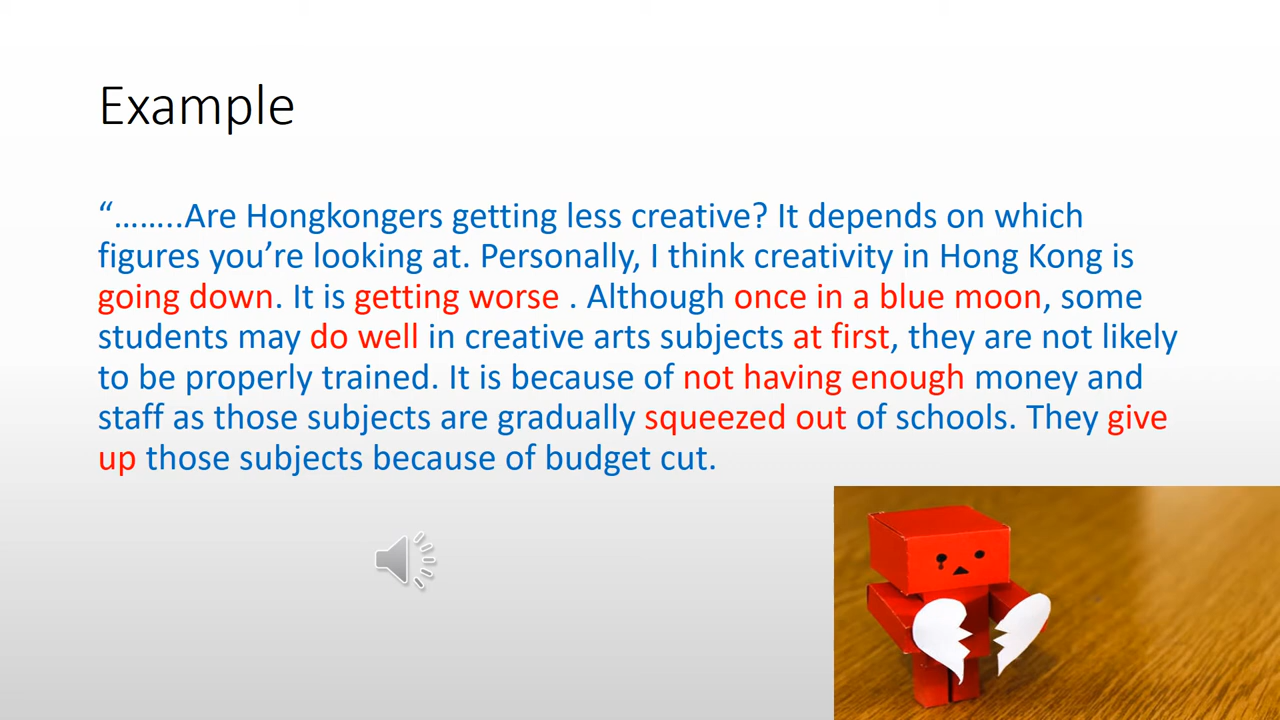 Example
“……..Are Hongkongers getting less creative? It depends on which
figures you’re looking at. Personally, I think creativity in Hong Kong is
going down. It is getting worse . Although once in a blue moon, some
students may do well in creative arts subjects at first, they are not likely
to be properly trained. It is because of not having enough money and
staff as those subjects are gradually squeezed out of schools. They give
up those subjects because of budget cut.